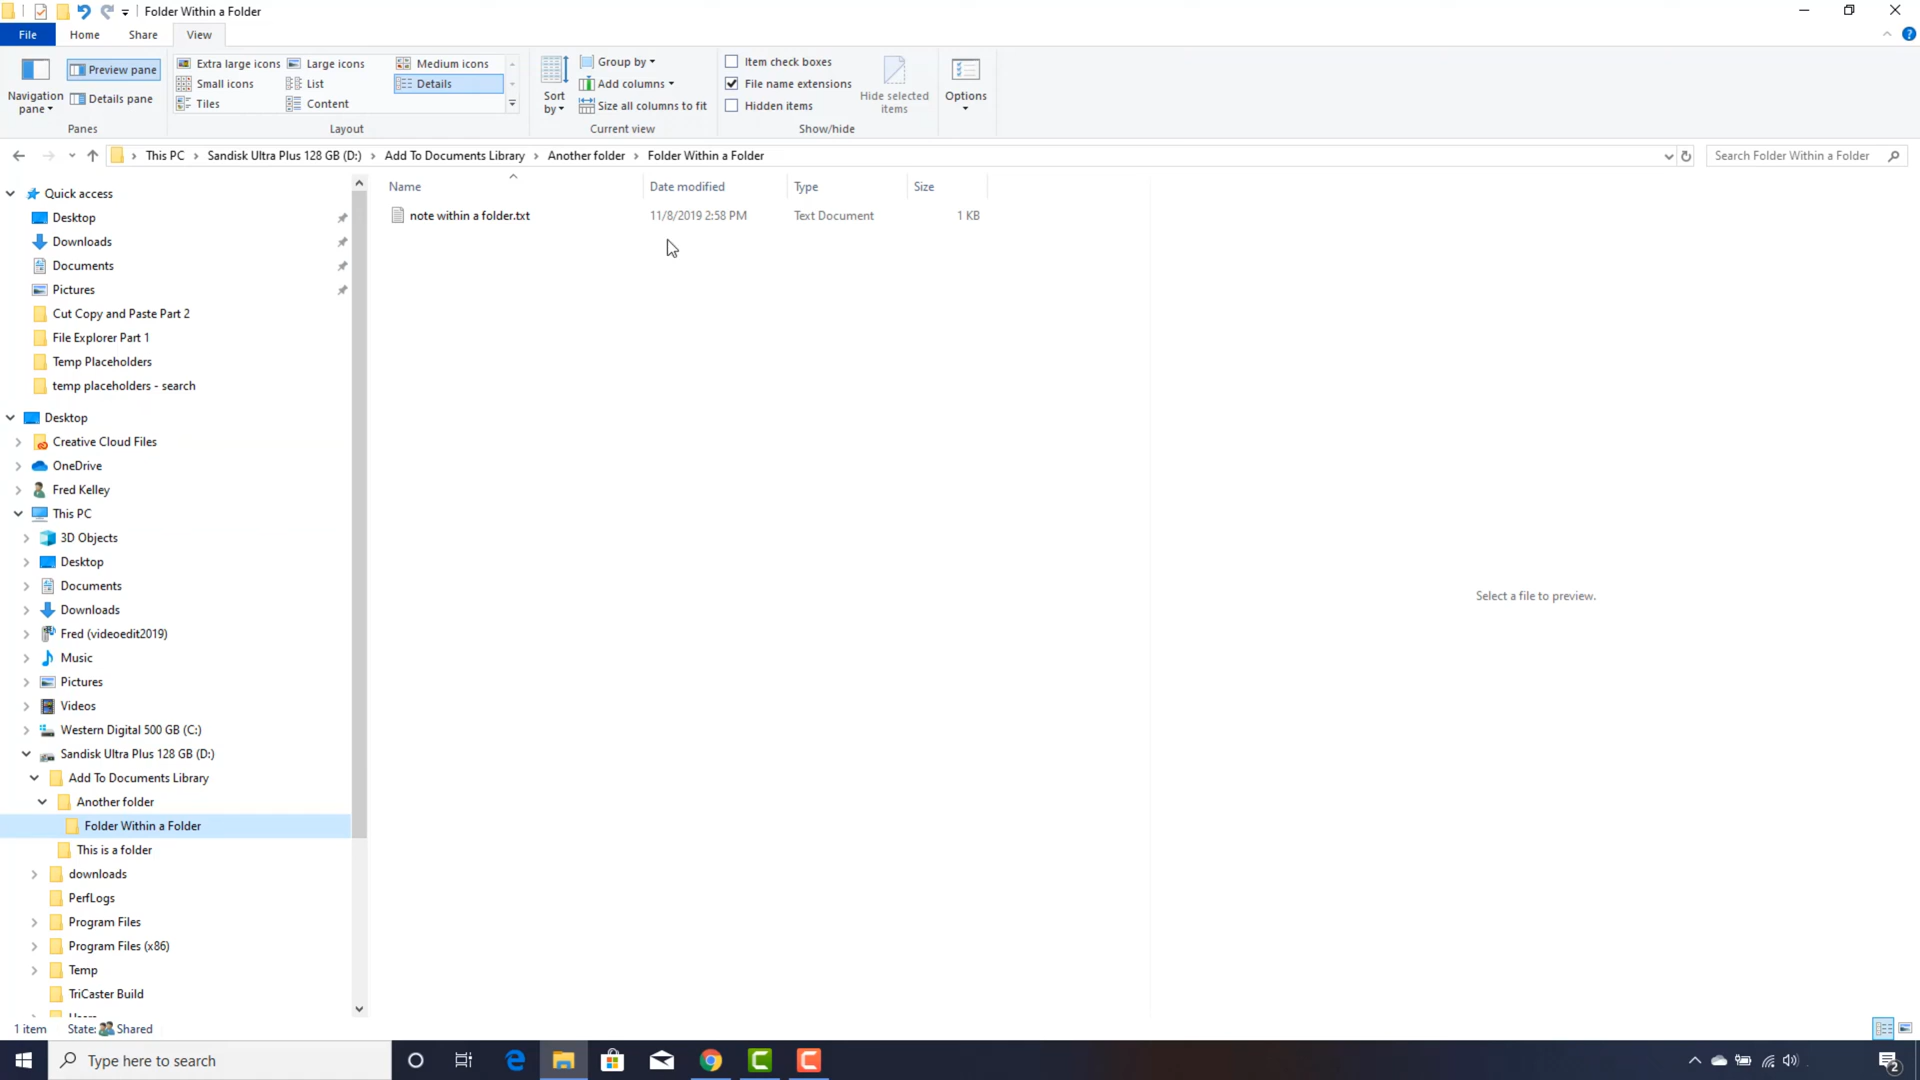 Folder Within a Folder
File Home Share View
Navigation pane
Preview pane
Details pane
Panes
Extra large icons Large icons Medium icons
Small icons List Details
Tiles Content
Layout
Sort by
Group by
Add columns
Size all columns to fit
Current view
Item check boxes
File name extensions
Hidden items
Hide selected items
Show/hide
Options
This PC Sandisk Ultra Plus 128 GB (D:) Add To Documents Library Another folder Folder Within a Folder
Search Folder Within a Folder
Name Date modified Type Size
note within a folder.txt 11/8/2019 2:58 PM Text Document 1 KB
Select a file to preview.
Quick access
Desktop
Downloads
Documents
Pictures
Cut Copy and Paste Part 2
File Explorer Part 1
Temp Placeholders
temp placeholders - search
Desktop
Creative Cloud Files
OneDrive
Fred Kelley
This PC
3D Objects
Desktop
Documents
Downloads
Fred (videoedit2019)
Music
Pictures
Videos
Western Digital 500 GB (C:)
Sandisk Ultra Plus 128 GB (D:)
Add To Documents Library
Another folder
Folder Within a Folder
This is a folder
downloads
PerfLogs
Program Files
Program Files (x86)
Temp
TriCaster Build
1 item State: Shared
Type here to search
2